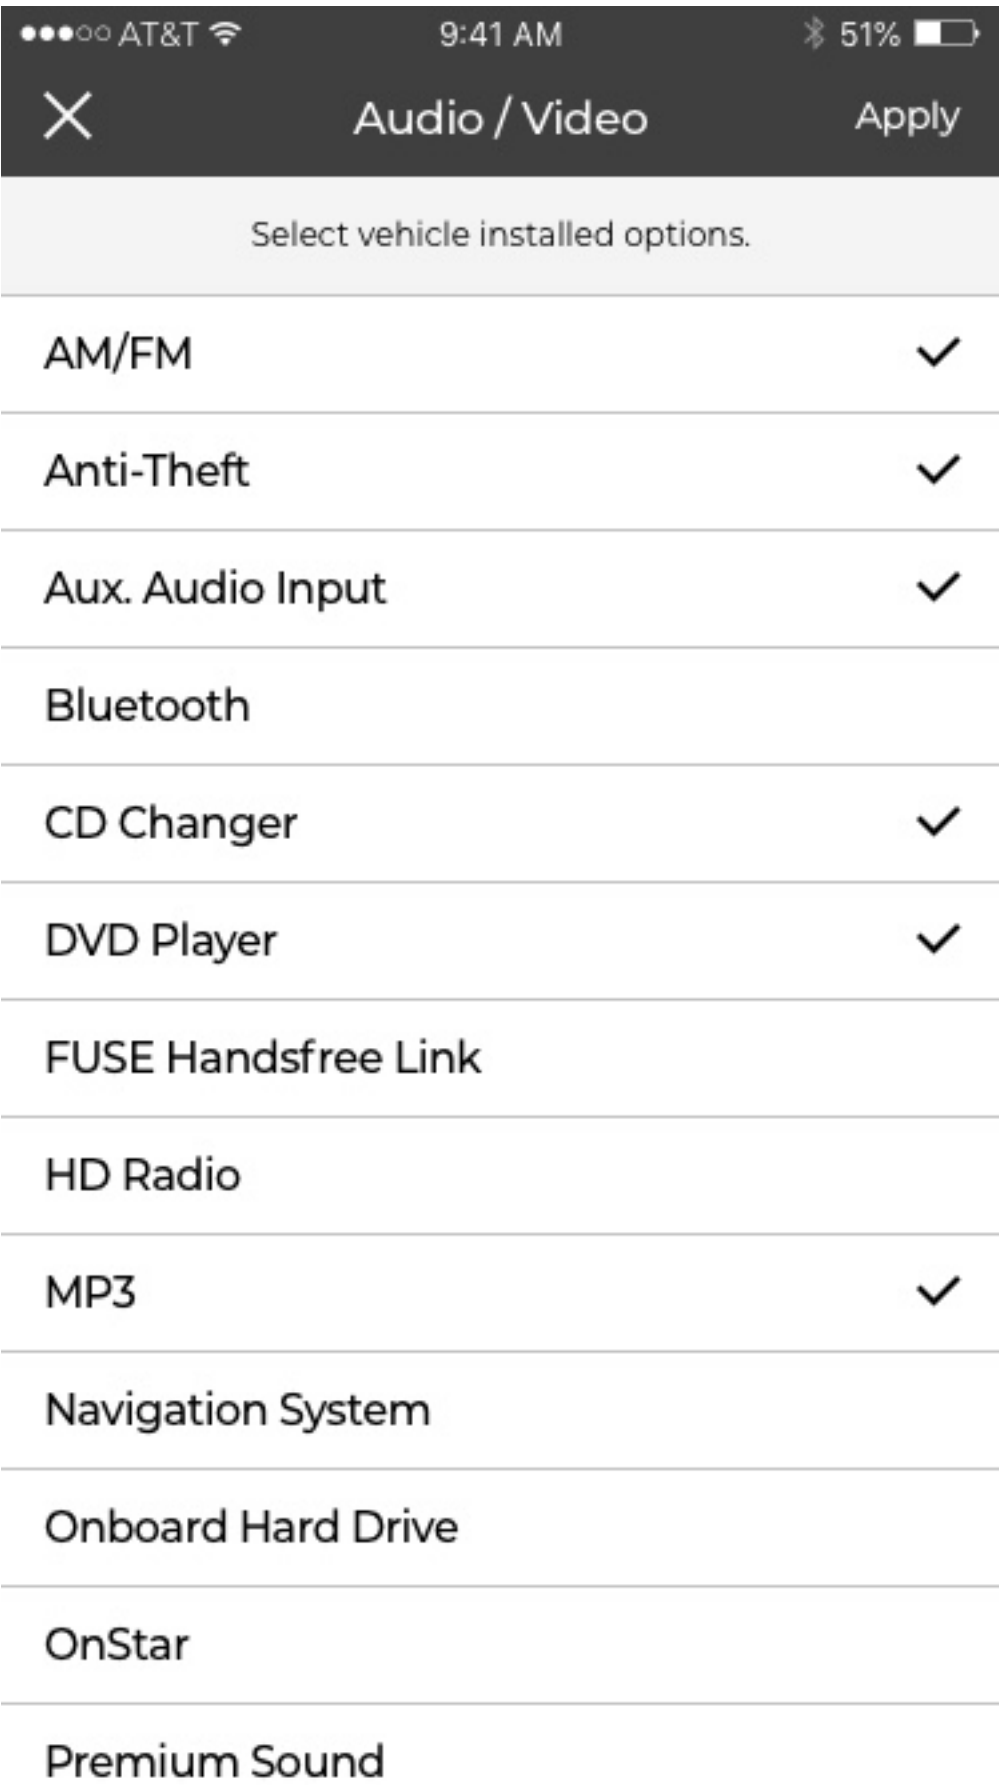 AT&T 9:41 AM 51%
Audio / Video Apply
Select vehicle installed options.
AM/FM
Anti-Theft
Aux. Audio Input
Bluetooth
CD Changer
DVD Player
FUSE Handsfree Link
HD Radio
MP3
Navigation System
Onboard Hard Drive
OnStar
Premium Sound